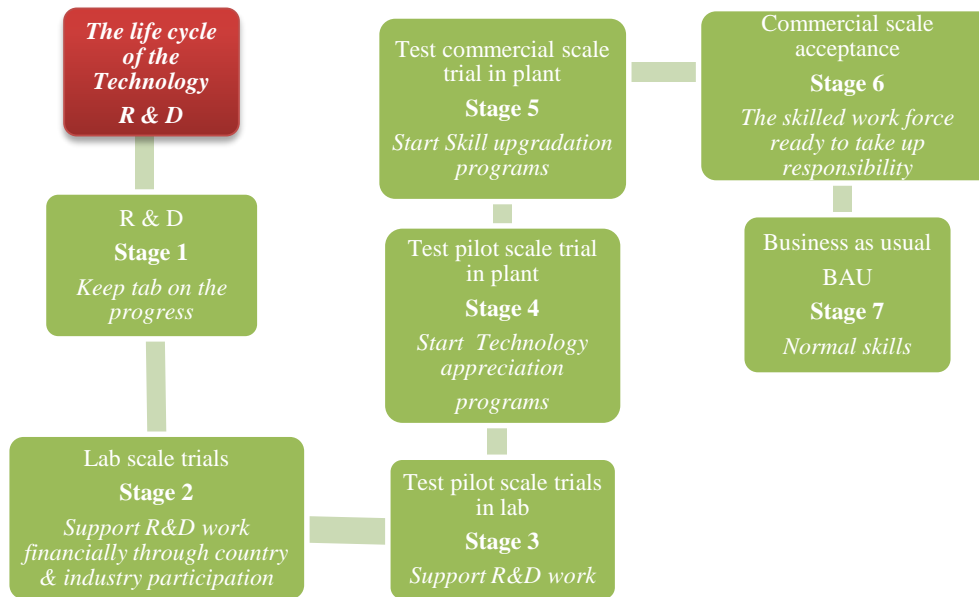 The life cycle
of the
Technology
R & D
R & D
Stage 1
Keep tab on the
progress
Lab scale trials
Stage 2
Support R&D work
financially through country
& industry participation
Test pilot scale trials
in lab
Stage 3
Support R&D work
Test pilot scale trial
in plant
Stage 4
Start Technology
appreciation
programs
Test commercial scale
trial in plant
Stage 5
Start Skill upgradation
programs
Commercial scale
acceptance
Stage 6
The skilled work force
ready to take up
responsibility
Business as usual
BAU
Stage 7
Normal skills